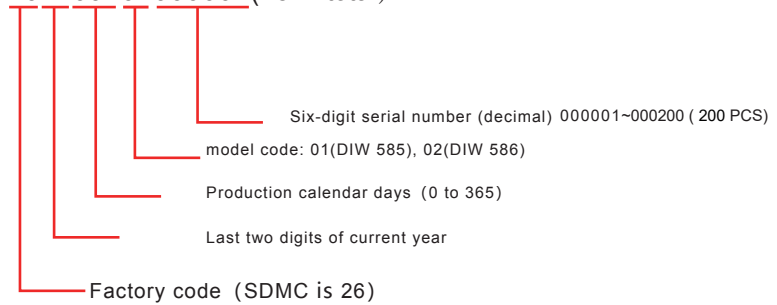 Six-digit serial number (decimal) 000001~000200 ( 200 PCS)
model code: 01(DIW 585), 02(DIW 586)
Production calendar days (0 to 365)
Last two digits of current year
Factory code (SDMC is 26)